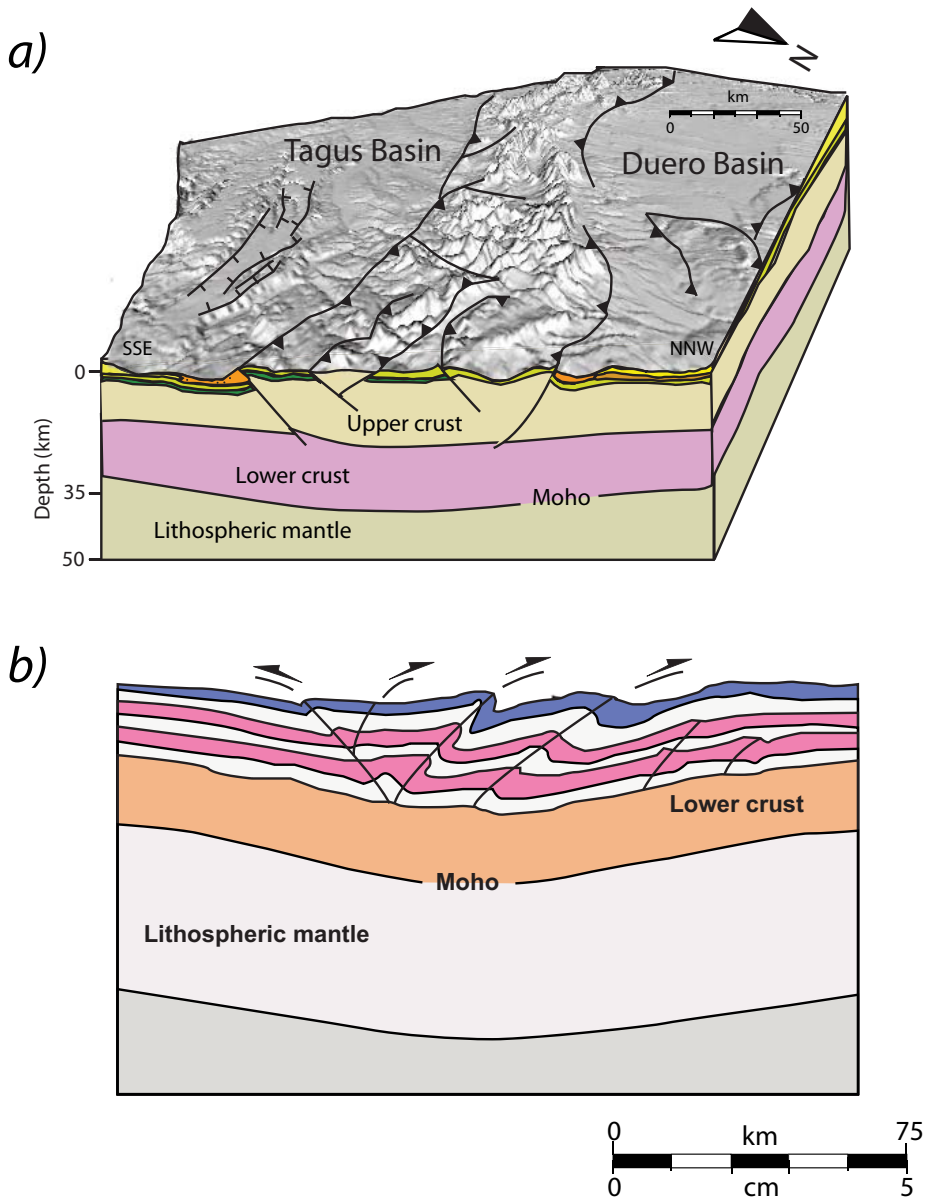 a)
N
km
0 50
Tagus Basin
Duero Basin
SSE
NNW
0
Upper crust
Lower crust
35
Moho
Depth (km)
Lithospheric mantle
50
b)
Lower crust
Moho
Lithospheric mantle
0 km 75
0 cm 5